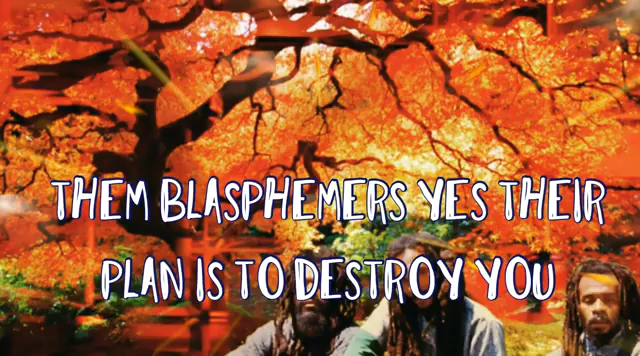 THEM BLASPHEMERS YES THEIR
PLAN IS TO DESTROY YOU